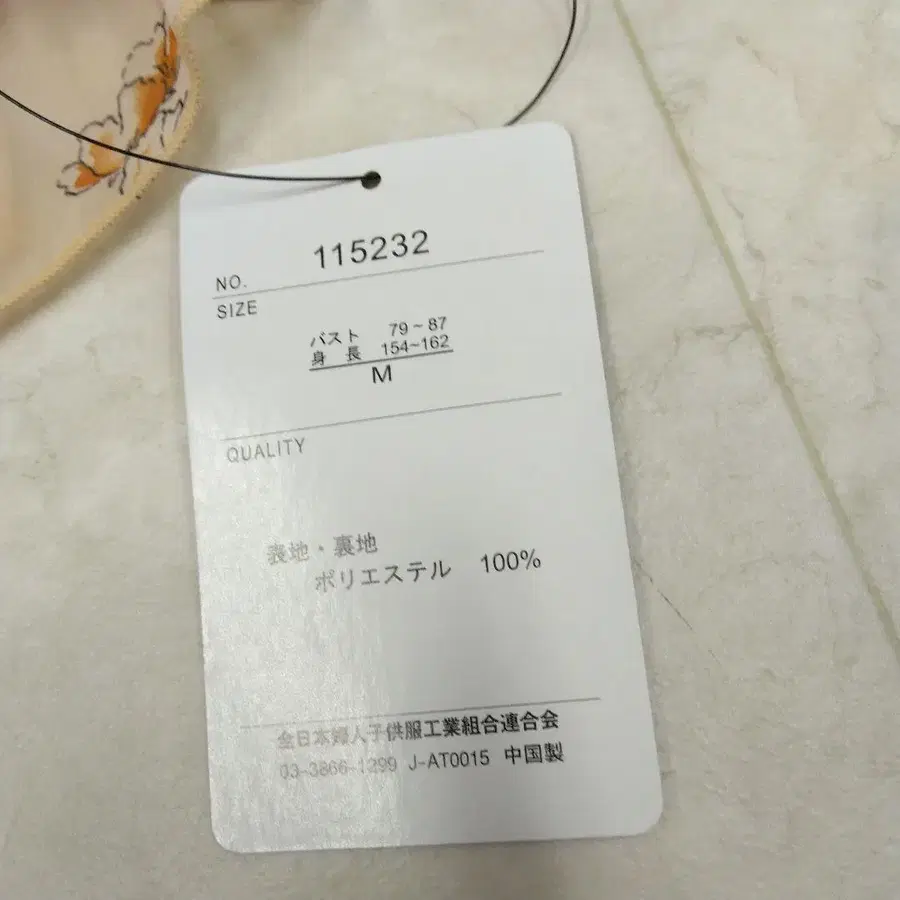 NO. 115232
SIZE
バスト 79~87
身 長 154~162
M
QUALITY
表地・裏地
ポリエステル 100%
全日本婦人子供服工業組合連合会
03-3866-1299 J-AT0015 中国製